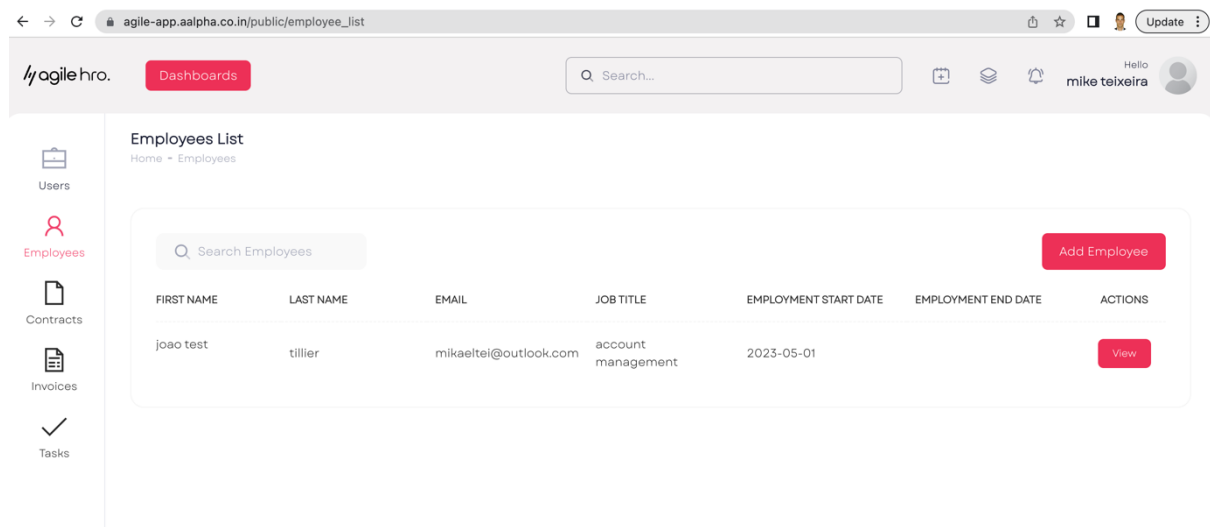 agile-app.aalpha.co.in/public/employee_list
Update
agile hro.
Dashboards
Search...
Hello
mike teixeira
Employees List
Home - Employees
Users
Employees
Contracts
Invoices
Tasks
Search Employees
Add Employee
FIRST NAME LAST NAME EMAIL JOB TITLE EMPLOYMENT START DATE EMPLOYMENT END DATE ACTIONS
joao test tillier mikaeltei@outlook.com account management 2023-05-01 View